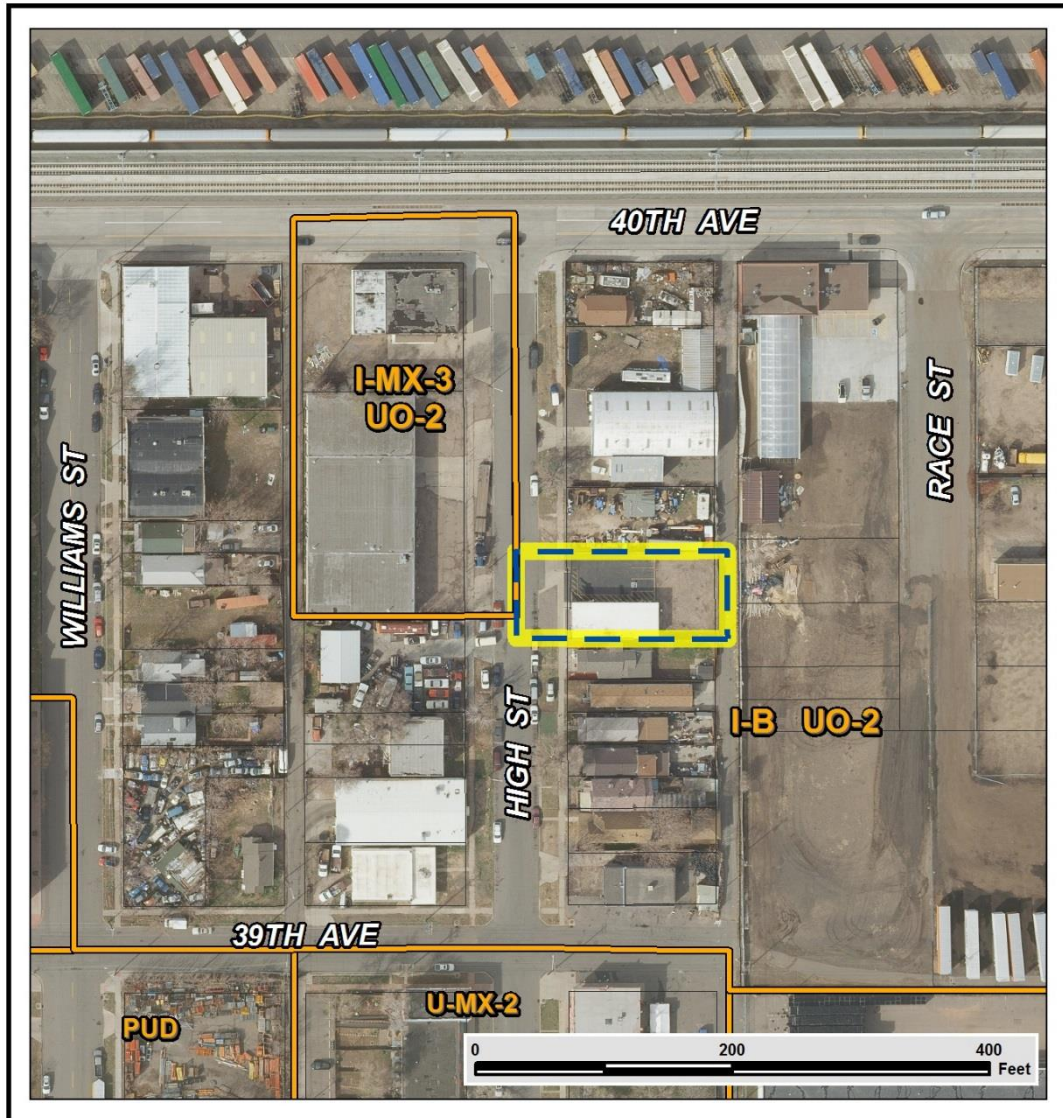 40TH AVE
I-MX-3
UO-2
WILLIAMS ST
RACE ST
HIGH ST
I-B UO-2
39TH AVE
U-MX-2
PUD
0 200 400
Feet